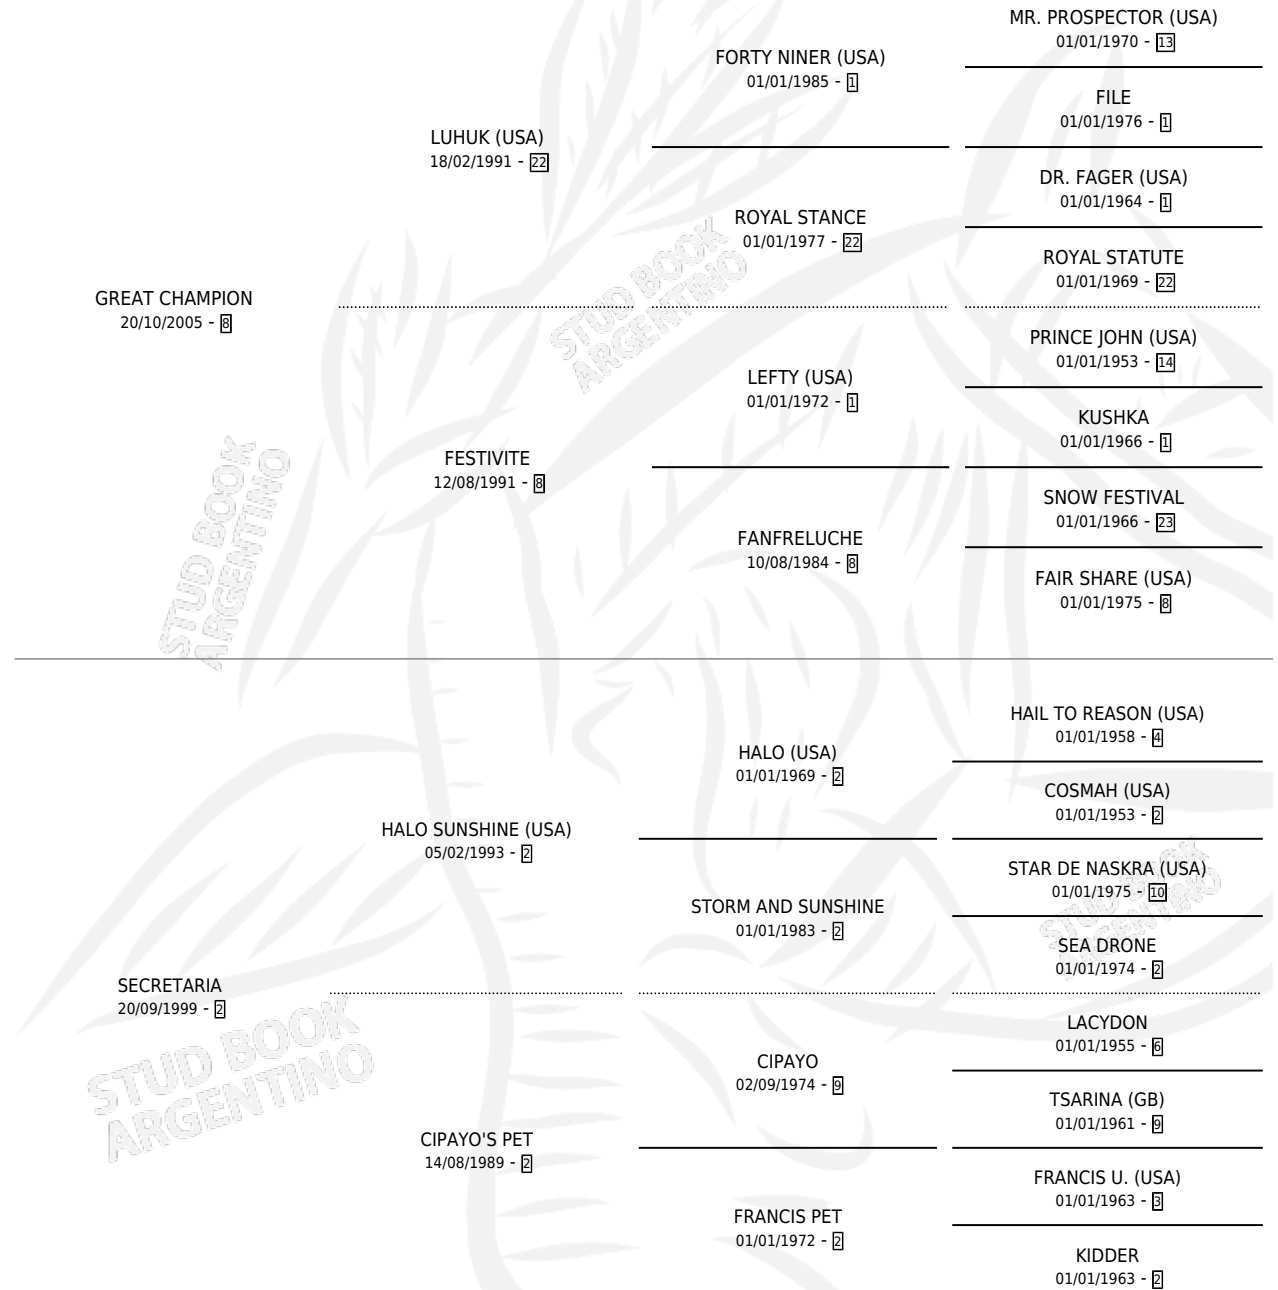 MR. PROSPECTOR (USA)
01/01/1970 - 13
FORTY NINER (USA)
01/01/1985 - 1
FILE
01/01/1976 - 1
LUHUK (USA)
18/02/1991 - 22
DR. FAGER (USA)
01/01/1964 - 1
ROYAL STANCE
01/01/1977 - 22
ROYAL STATUTE
01/01/1969 - 22
GREAT CHAMPION
20/10/2005 - 8
PRINCE JOHN (USA)
01/01/1953 - 14
LEFTY (USA)
01/01/1972 - 1
KUSHKA
01/01/1966 - 1
FESTIVITE
12/08/1991 - 8
SNOW FESTIVAL
01/01/1966 - 23
FANFRELUCHE
10/08/1984 - 8
FAIR SHARE (USA)
01/01/1975 - 8
HAIL TO REASON (USA)
01/01/1958 - 4
HALO (USA)
01/01/1969 - 2
COSMAH (USA)
01/01/1953 - 2
HALO SUNSHINE (USA)
05/02/1993 - 2
STAR DE NASKRA (USA)
01/01/1975 - 10
STORM AND SUNSHINE
01/01/1983 - 2
SEA DRONE
01/01/1974 - 2
SECRETARIA
20/09/1999 - 2
LACYDON
01/01/1955 - 6
CIPAYO
02/09/1974 - 9
TSARINA (GB)
01/01/1961 - 9
CIPAYO'S PET
14/08/1989 - 2
FRANCIS U. (USA)
01/01/1963 - 3
FRANCIS PET
01/01/1972 - 2
KIDDER
01/01/1963 - 2
STUD BOOK
ARGENTINO
STUD BOOK
ARGENTINO
STUD BOOK
ARGENTINO
STUD BOOK
ARGENTINO